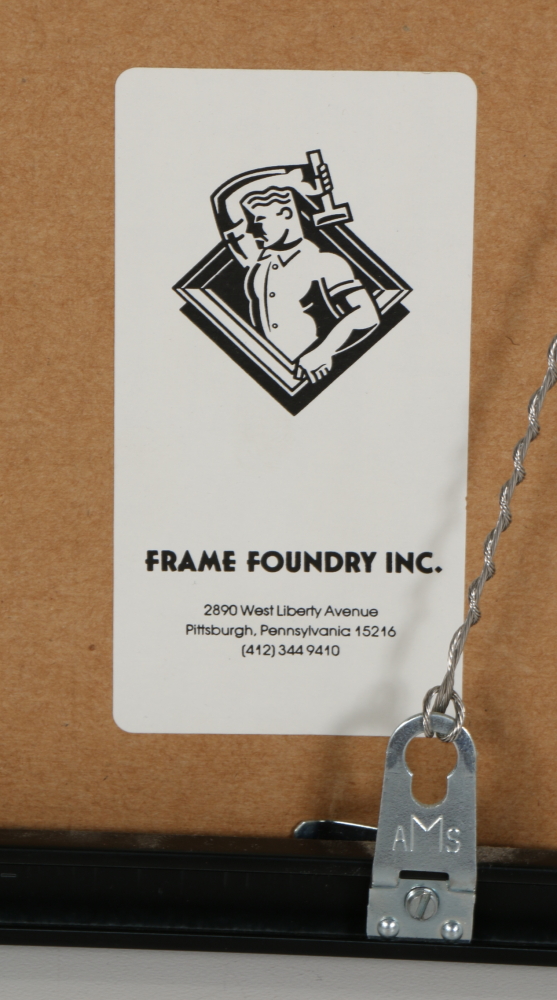 FRAME FOUNDRY INC.
2890 West Liberty Avenue
Pittsburgh, Pennsylvania 15216
(412) 344 9410
AMS